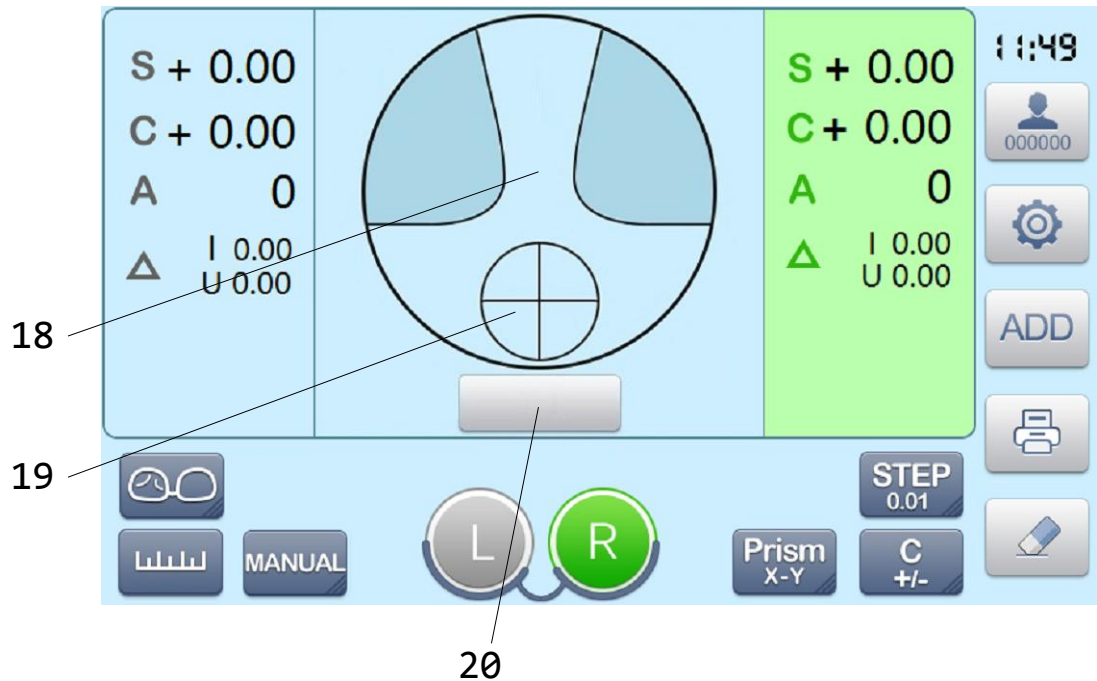 S + 0.00
C + 0.00
A 0
Δ I 0.00
U 0.00
S + 0.00
C + 0.00
A 0
Δ I 0.00
U 0.00
11:49
000000
ADD
18
19
20
MANUAL
L
R
STEP
0.01
Prism
X-Y
C
+/-